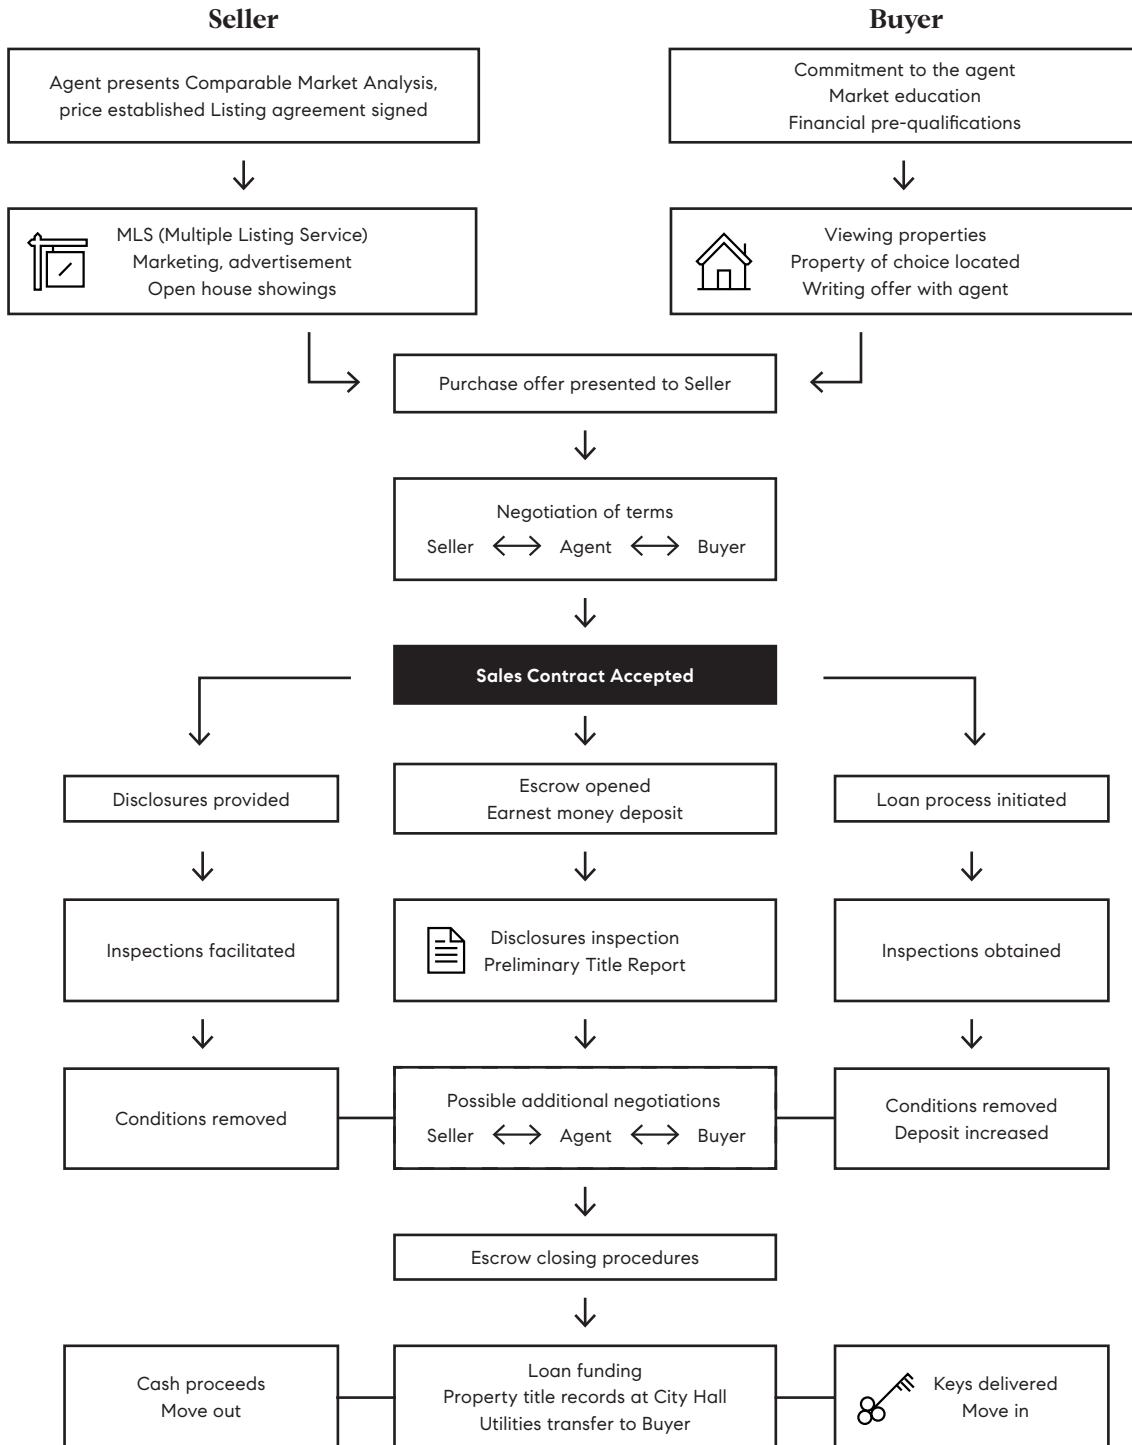 Seller
Buyer
Agent presents Comparable Market Analysis,
price established Listing agreement signed
Commitment to the agent
Market education
Financial pre-qualifications
MLS (Multiple Listing Service)
Marketing, advertisement
Open house showings
Viewing properties
Property of choice located
Writing offer with agent
Purchase offer presented to Seller
Negotiation of terms
Seller Agent Buyer
Sales Contract Accepted
Disclosures provided
Escrow opened
Earnest money deposit
Loan process initiated
Inspections facilitated
Disclosures inspection
Preliminary Title Report
Inspections obtained
Conditions removed
Possible additional negotiations
Seller Agent Buyer
Conditions removed
Deposit increased
Escrow closing procedures
Cash proceeds
Move out
Loan funding
Property title records at City Hall
Utilities transfer to Buyer
Keys delivered
Move in